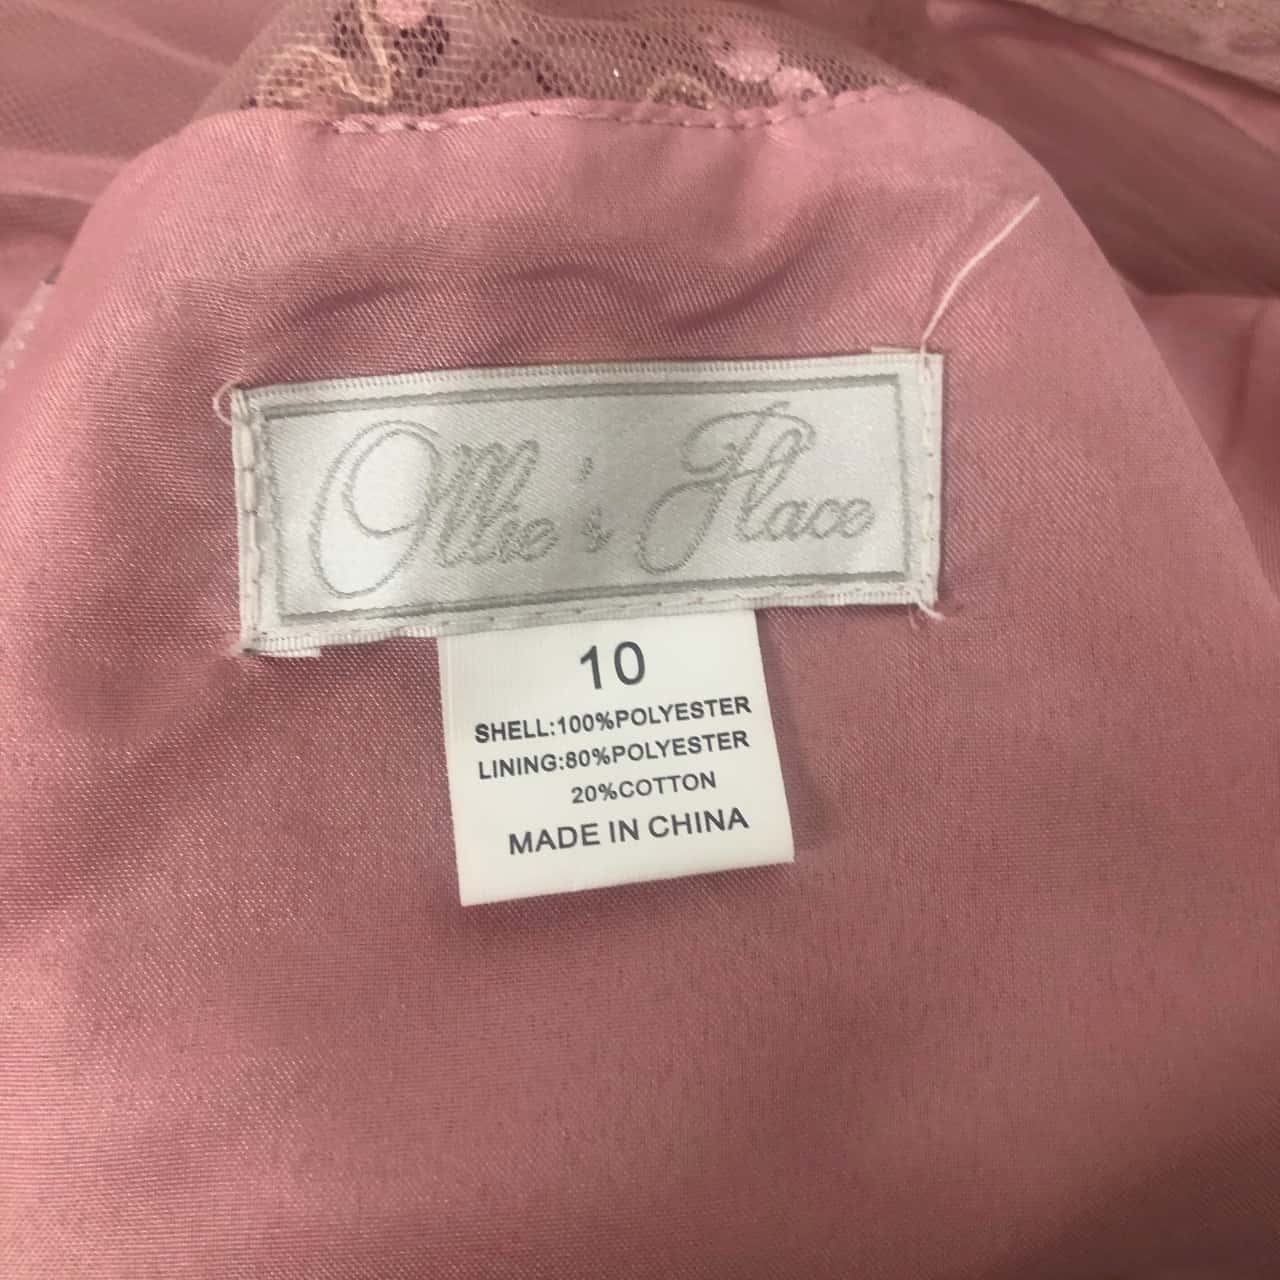 Ollie's Place
10
SHELL:100%POLYESTER
LINING:80%POLYESTER
20%COTTON
MADE IN CHINA